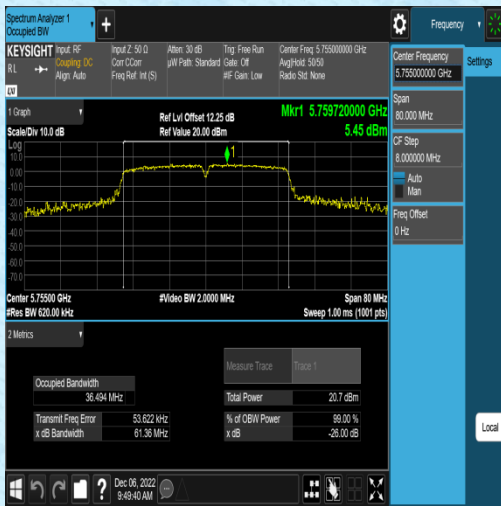 Spectrum Analyzer 1
Occupied BW
Frequency
KEYSIGHT
RL
LXI
Input: RF
Coupling: DC
Align: Auto
Input Z: 50 Ω
Corr CCorr
Freq Ref: Int (S)
Atten: 30 dB
µW Path: Standard
Trig: Free Run
Gate: Off
#IF Gain: Low
Center Freq: 5.755000000 GHz
Avg|Hold: 50/50
Radio Std: None
Center Frequency
5.755000000 GHz
Settings
Span
80.000 MHz
CF Step
8.000000 MHz
Auto
Man
Freq Offset
0 Hz
Local
1 Graph
Scale/Div 10.0 dB
Ref Lvl Offset 12.25 dB
Ref Value 20.00 dBm
Mkr1 5.759720000 GHz
5.45 dBm
Log
10.0
0.00
-10.0
-20.0
-30.0
-40.0
-50.0
-60.0
-70.0
1
Center 5.75500 GHz
#Res BW 620.00 kHz
#Video BW 2.0000 MHz
Span 80 MHz
Sweep 1.00 ms (1001 pts)
2 Metrics
Measure Trace
Trace 1
Occupied Bandwidth
36.494 MHz
Total Power
20.7 dBm
Transmit Freq Error
53.622 kHz
% of OBW Power
99.00 %
x dB Bandwidth
61.36 MHz
x dB
-26.00 dB
?
Dec 06, 2022
9:49:40 AM